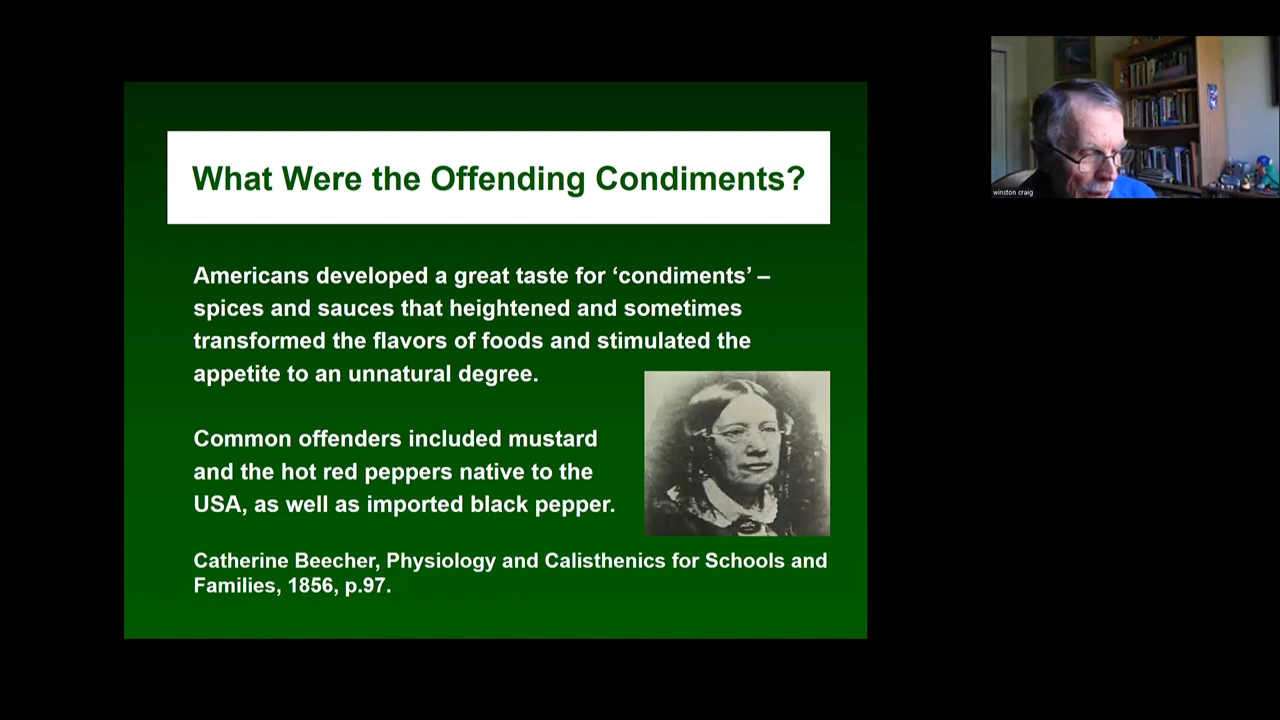 What Were the Offending Condiments?
Americans developed a great taste for ‘condiments’ –
spices and sauces that heightened and sometimes
transformed the flavors of foods and stimulated the
appetite to an unnatural degree.
Common offenders included mustard
and the hot red peppers native to the
USA, as well as imported black pepper.
Catherine Beecher, Physiology and Calisthenics for Schools and
Families, 1856, p.97.
winston craig